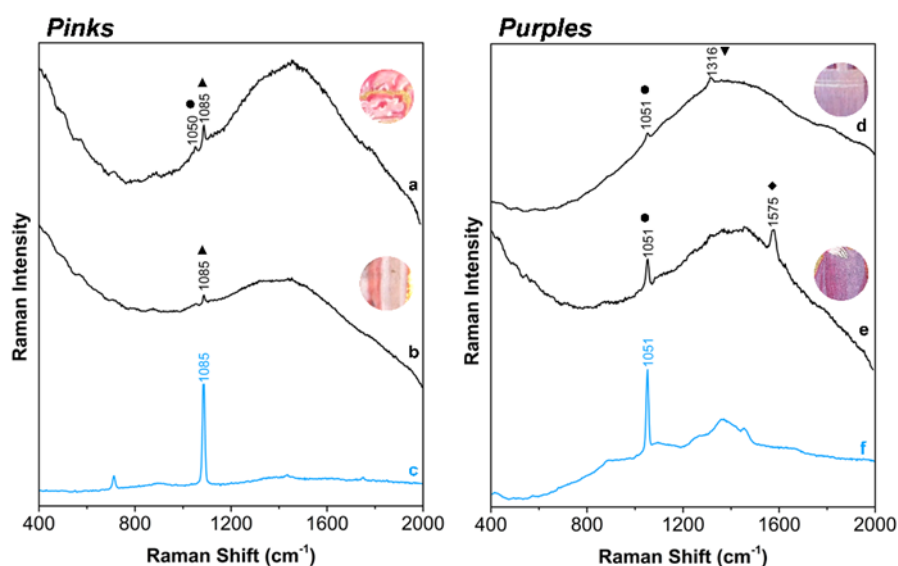 Pinks
Raman Intensity
1050
1085
a
1085
b
1085
c
400
800
1200
1600
2000
Raman Shift (cm⁻¹)
Purples
Raman Intensity
1051
1316
d
1051
1575
e
1051
f
400
800
1200
1600
2000
Raman Shift (cm⁻¹)